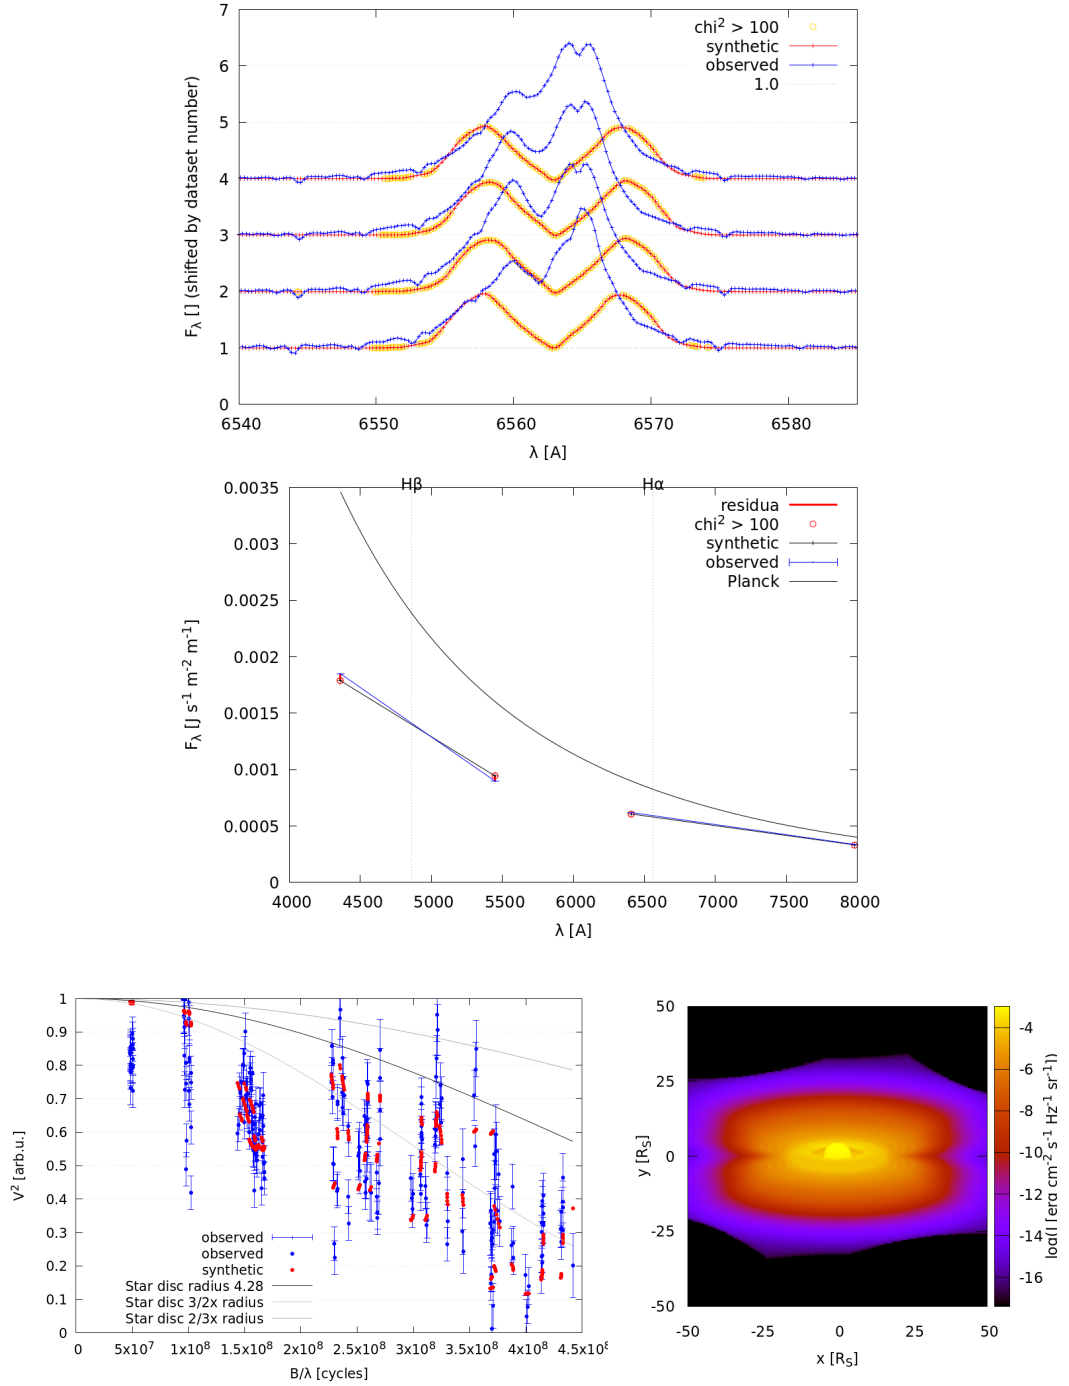 7
6
5
4
3
2
1
0
F_λ [] (shifted by dataset number)
chi² > 100
synthetic
observed
1.0
6540 6550 6560 6570 6580
λ [A]
Hβ Hα
0.0035
0.003
0.0025
0.002
0.0015
0.001
0.0005
0
F_λ [J s⁻¹ m⁻² m⁻¹]
residua
chi² > 100
synthetic
observed
Planck
4000 4500 5000 5500 6000 6500 7000 7500 8000
λ [A]
1
0.9
0.8
0.7
0.6
0.5
0.4
0.3
0.2
0.1
0
V² [arb.u.]
observed
observed
synthetic
Star disc radius 4.28
Star disc 3/2x radius
Star disc 2/3x radius
0 5x10⁷ 1x10⁸ 1.5x10⁸ 2x10⁸ 2.5x10⁸ 3x10⁸ 3.5x10⁸ 4x10⁸ 4.5x10⁸
B/λ [cycles]
50
25
0
-25
-50
y [R_S]
-50 -25 0 25 50
x [R_S]
-4
-6
-8
-10
-12
-14
-16
log(I [erg cm⁻² s⁻¹ Hz⁻¹ sr⁻¹])